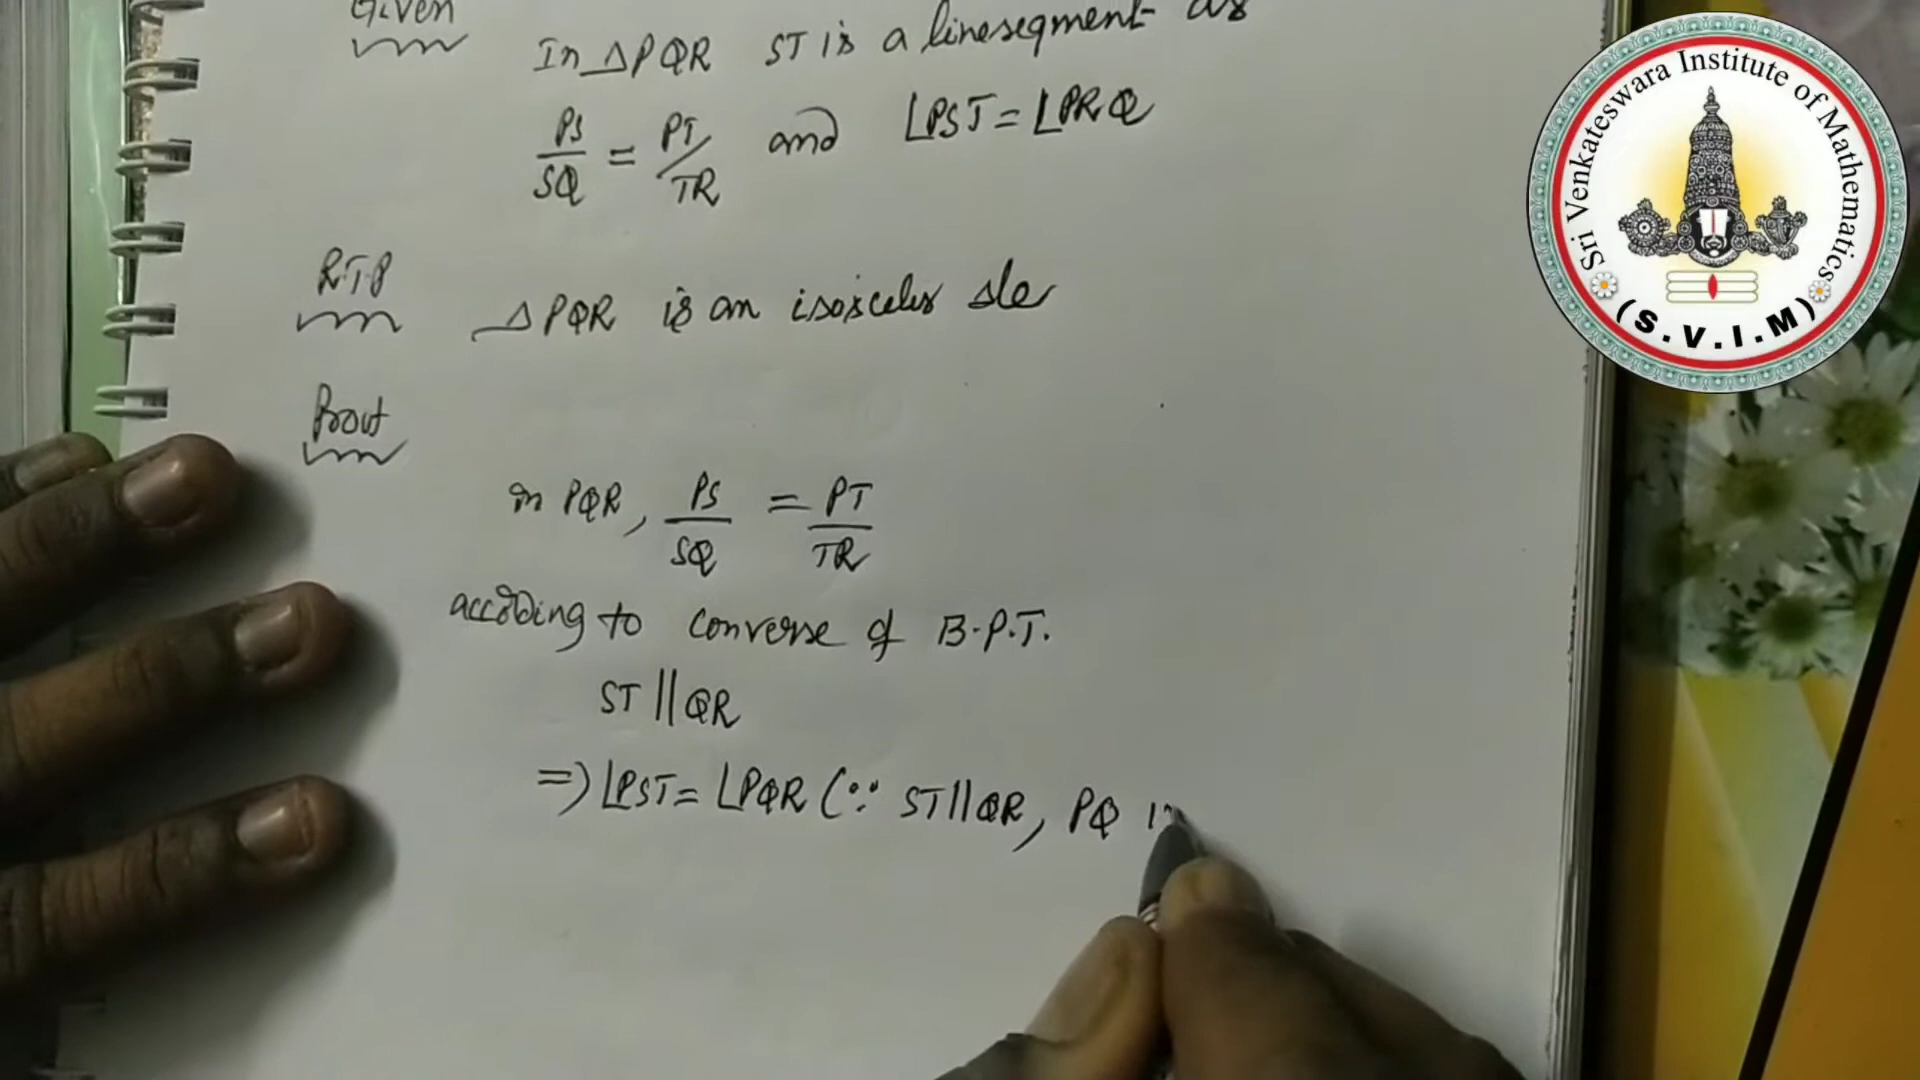 Given
In △PQR ST is a linesegment as
PS/SQ = PT/TR and ∟PST = ∟PRQ
R.T.P
△PQR is an isosceles △le
Proof
in PQR, PS/SQ = PT/TR
according to converse of B.P.T.
ST || QR
=> ∟PST = ∟PQR (∵ ST || QR, PQ
Sri Venkateswara Institute of Mathematics
(S.V.I.M)